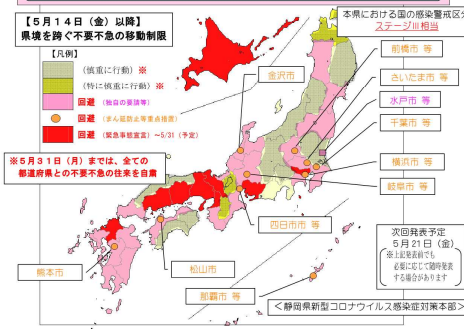 【５月１４日（金）以降】
県境を跨ぐ不要不急の移動制限
【凡例】
（慎重に行動）※
（特に慎重に行動）※
回避（独自の要請等）
回避（まん延防止等重点措置）
回避（緊急事態宣言）～5/31（予定）
※５月３１日（月）までは、全ての
都道府県との不要不急の往来を自粛
本県における国の感染警戒区分
ステージⅢ相当
金沢市
前橋市 等
さいたま市 等
水戸市 等
千葉市 等
横浜市 等
岐阜市 等
四日市市 等
松山市
熊本市
那覇市 等
次回発表予定
５月２１日（金）
※上記発表前でも
必要に応じて随時発表
する場合があります
＜静岡県新型コロナウイルス感染症対策本部＞